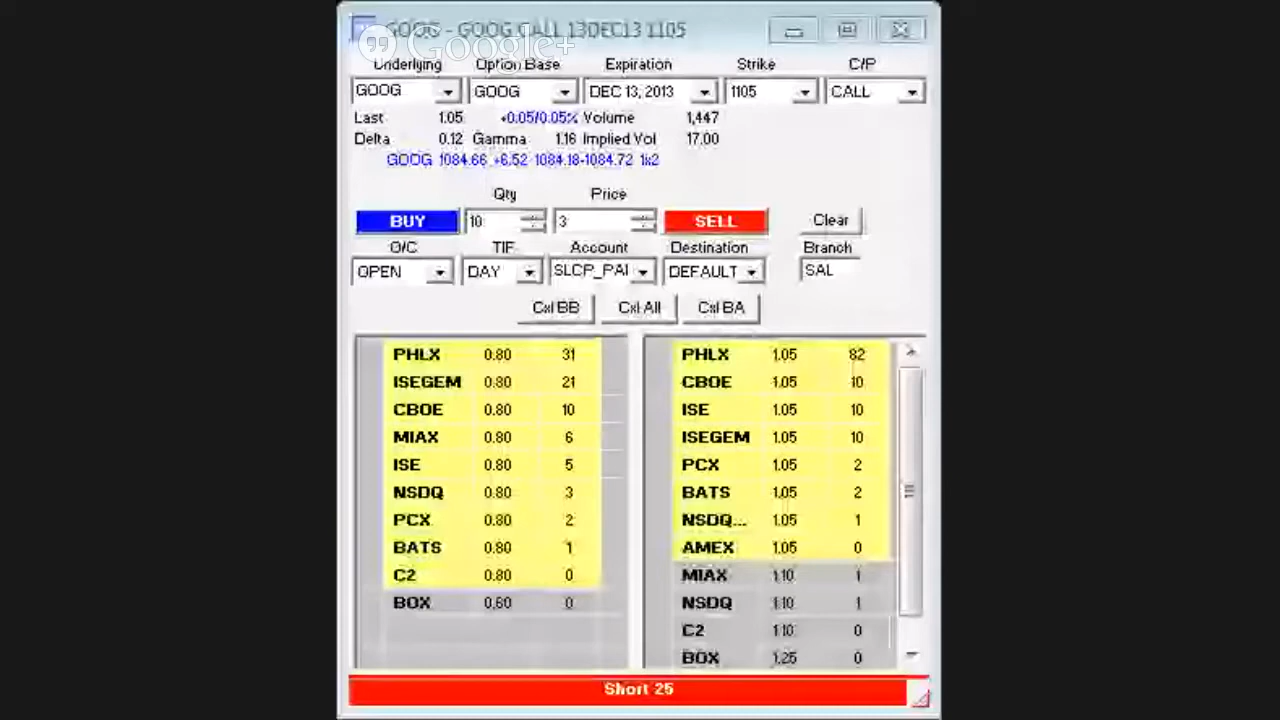 GOOG - GOOG CALL 13DEC13 1105
Google+
Underlying Option Base Expiration Strike C/P
GOOG GOOG DEC 13, 2013 1105 CALL
Last 1.05 +0.05/0.05% Volume 1,447
Delta 0.12 Gamma 1.16 Implied Vol 17.00
GOOG 1084.66 +6.52 1084.18-1084.72 1x2
Qty Price
BUY 10 3 SELL Clear
O/C TIF Account Destination Branch
OPEN DAY SLCP_PAI DEFAULT SAL
Cxl BB Cxl All Cxl BA
PHLX 0.80 31 PHLX 1.05 82
ISEGEM 0.80 21 CBOE 1.05 10
CBOE 0.80 10 ISE 1.05 10
MIAX 0.80 6 ISEGEM 1.05 10
ISE 0.80 5 PCX 1.05 2
NSDQ 0.80 3 BATS 1.05 2
PCX 0.80 2 NSDQ... 1.05 1
BATS 0.80 1 AMEX 1.05 0
C2 0.80 0 MIAX 1.10 1
BOX 0.60 0 NSDQ 1.10 1
C2 1.10 0
BOX 1.25 0
Short 25